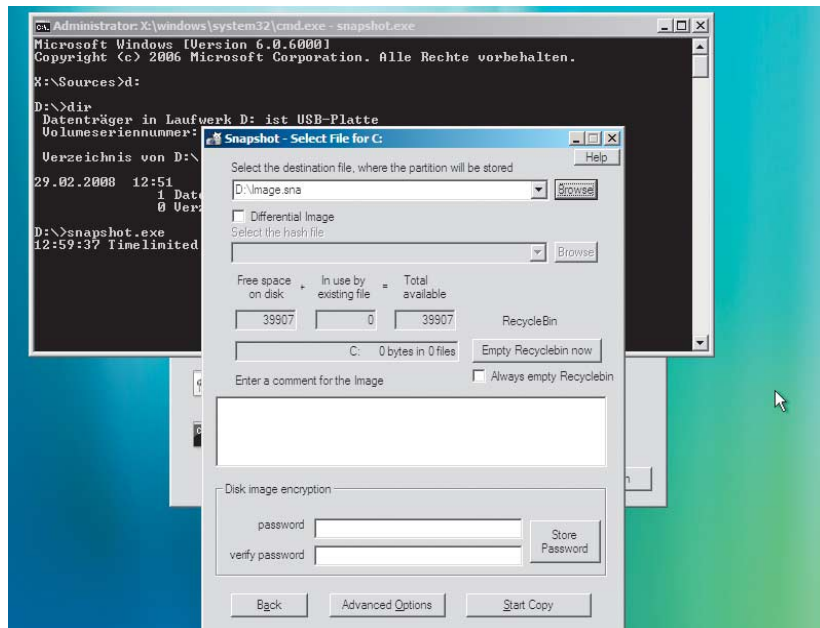 Administrator: X:\windows\system32\cmd.exe - snapshot.exe
Microsoft Windows [Version 6.0.6000]
Copyright (c) 2006 Microsoft Corporation. Alle Rechte vorbehalten.
X:\Sources>d:
D:\>dir
Datenträger in Laufwerk D: ist USB-Platte
Volumeseriennummer:
Verzeichnis von D:\
29.02.2008 12:51
1 Date
0 Verz
D:\>snapshot.exe
12:59:37 Timelimited
Snapshot - Select File for C:
Help
Select the destination file, where the partition will be stored
D:\Image.sna Browse
Differential Image
Select the hash file
Browse
Free space on disk + In use by existing file = Total available
39907 0 39907 RecycleBin
C: 0 bytes in 0 files Empty Recyclebin now
Enter a comment for the Image Always empty Recyclebin
Disk image encryption
password
verify password
Store Password
Back Advanced Options Start Copy